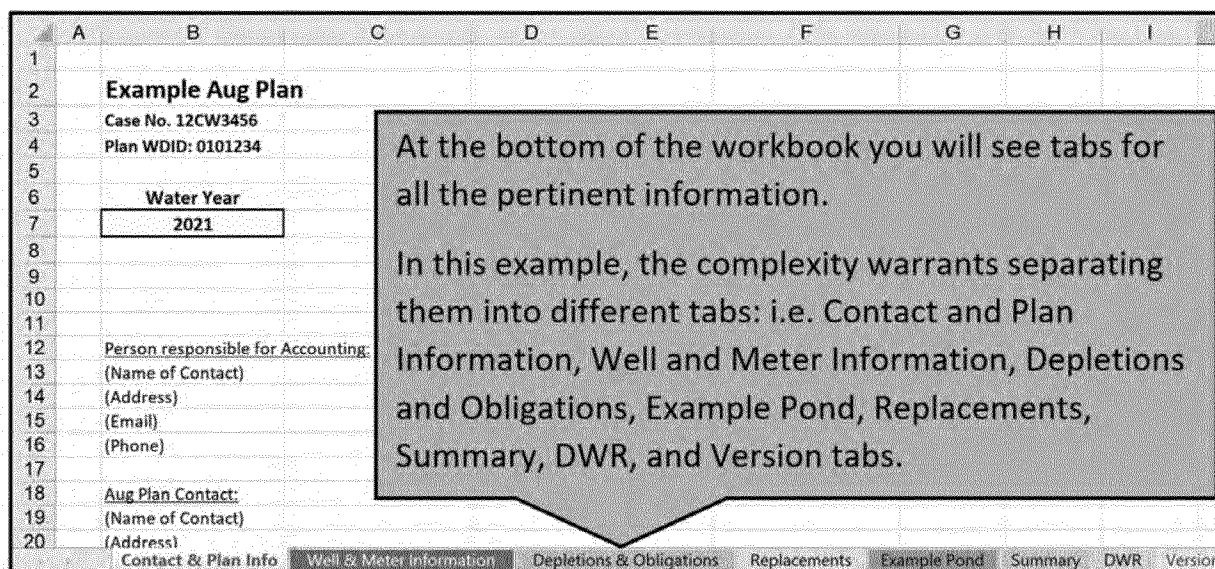 A B C D E F G H I
1
2 Example Aug Plan
3 Case No. 12CW3456
4 Plan WDID: 0101234
5
6 Water Year
7 2021
8
9
10
11
12 Person responsible for Accounting:
13 (Name of Contact)
14 (Address)
15 (Email)
16 (Phone)
17
18 Aug Plan Contact:
19 (Name of Contact)
20 (Address)
At the bottom of the workbook you will see tabs for
all the pertinent information.
In this example, the complexity warrants separating
them into different tabs: i.e. Contact and Plan
Information, Well and Meter Information, Depletions
and Obligations, Example Pond, Replacements,
Summary, DWR, and Version tabs.
Contact & Plan Info Well & Meter Information Depletions & Obligations Replacements Example Pond Summary DWR Version